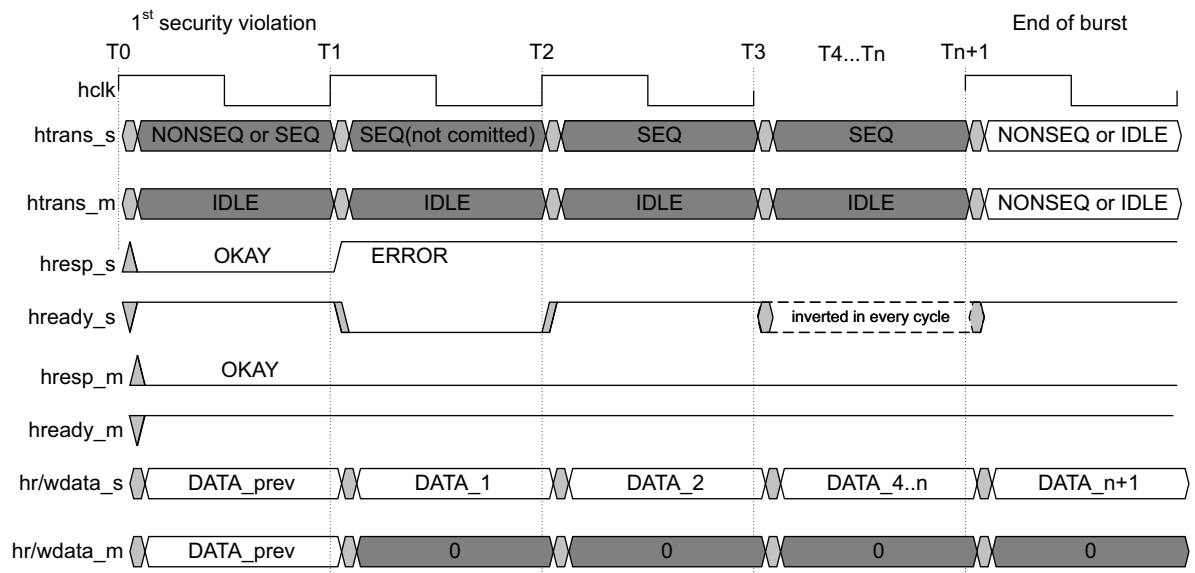 1st security violation End of burst
T0 T1 T2 T3 T4...Tn Tn+1
hclk
htrans_s NONSEQ or SEQ SEQ(not comitted) SEQ SEQ NONSEQ or IDLE
htrans_m IDLE IDLE IDLE IDLE NONSEQ or IDLE
hresp_s OKAY ERROR
hready_s inverted in every cycle
hresp_m OKAY
hready_m
hr/wdata_s DATA_prev DATA_1 DATA_2 DATA_4..n DATA_n+1
hr/wdata_m DATA_prev 0 0 0 0